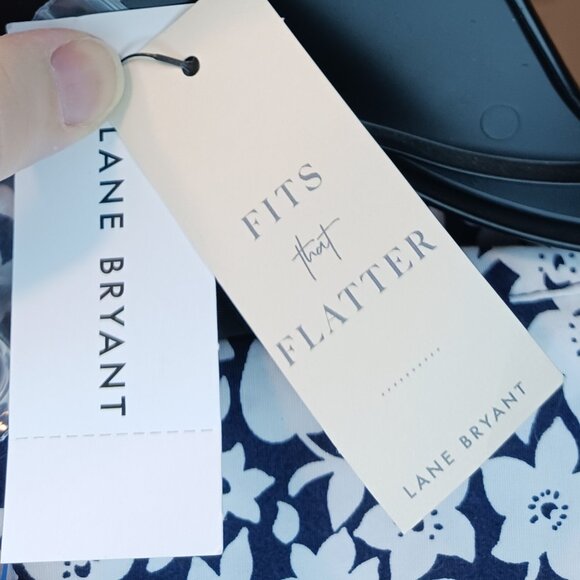 LANE BRYANT
FITS
that
FLATTER
LANE BRYANT